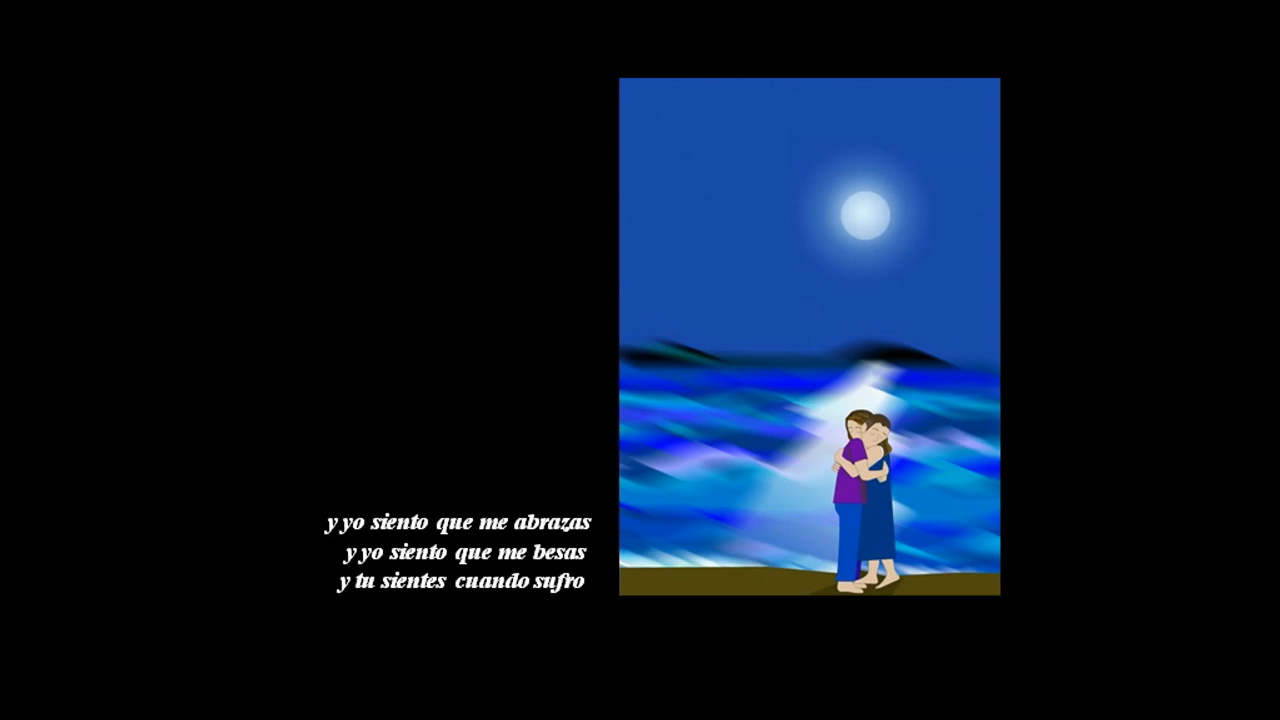 y yo siento que me abrazas
y yo siento que me besas
y tu sientes cuando sufro